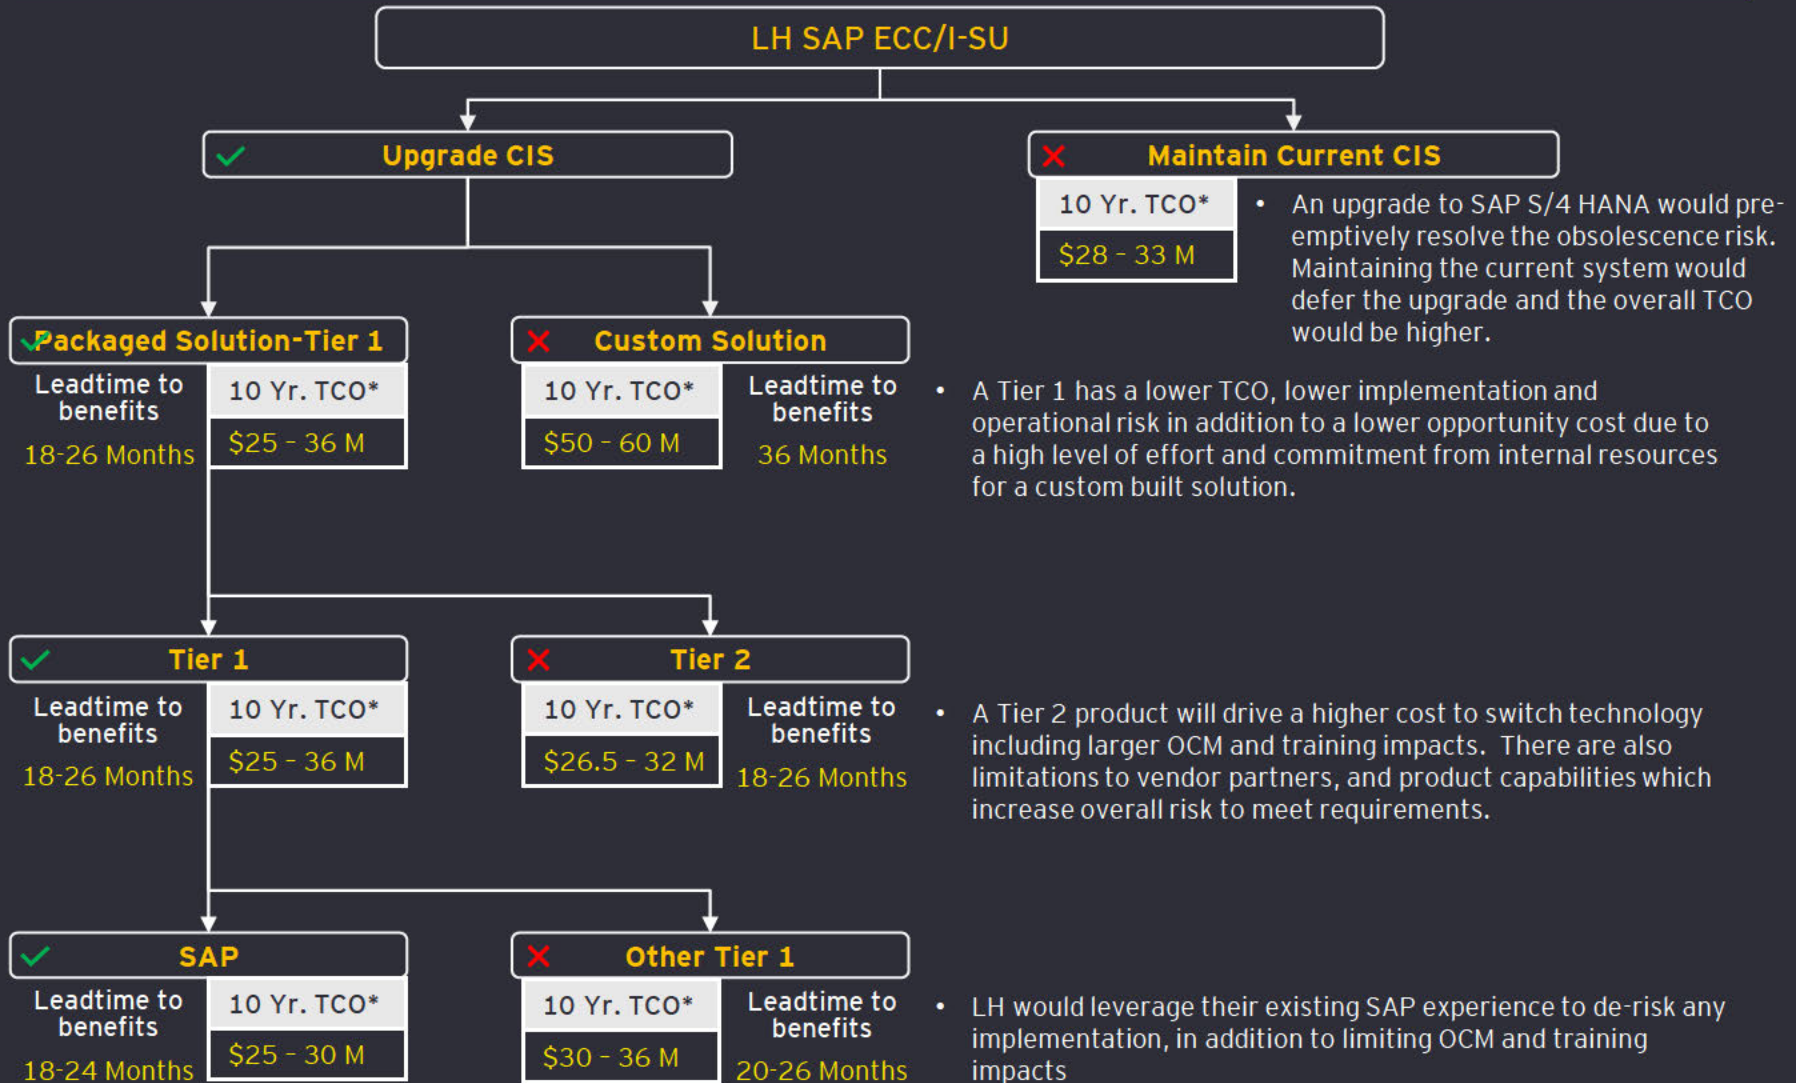 LH SAP ECC/I-SU
Upgrade CIS
Maintain Current CIS
10 Yr. TCO*
$28 - 33 M
• An upgrade to SAP S/4 HANA would pre-
emptively resolve the obsolescence risk.
Maintaining the current system would
defer the upgrade and the overall TCO
would be higher.
Packaged Solution-Tier 1
Leadtime to
benefits
18-26 Months
10 Yr. TCO*
$25 - 36 M
Custom Solution
10 Yr. TCO*
$50 - 60 M
Leadtime to
benefits
36 Months
• A Tier 1 has a lower TCO, lower implementation and
operational risk in addition to a lower opportunity cost due to
a high level of effort and commitment from internal resources
for a custom built solution.
Tier 1
Leadtime to
benefits
18-26 Months
10 Yr. TCO*
$25 - 36 M
Tier 2
10 Yr. TCO*
$26.5 - 32 M
Leadtime to
benefits
18-26 Months
• A Tier 2 product will drive a higher cost to switch technology
including larger OCM and training impacts. There are also
limitations to vendor partners, and product capabilities which
increase overall risk to meet requirements.
SAP
Leadtime to
benefits
18-24 Months
10 Yr. TCO*
$25 - 30 M
Other Tier 1
10 Yr. TCO*
$30 - 36 M
Leadtime to
benefits
20-26 Months
• LH would leverage their existing SAP experience to de-risk any
implementation, in addition to limiting OCM and training
impacts